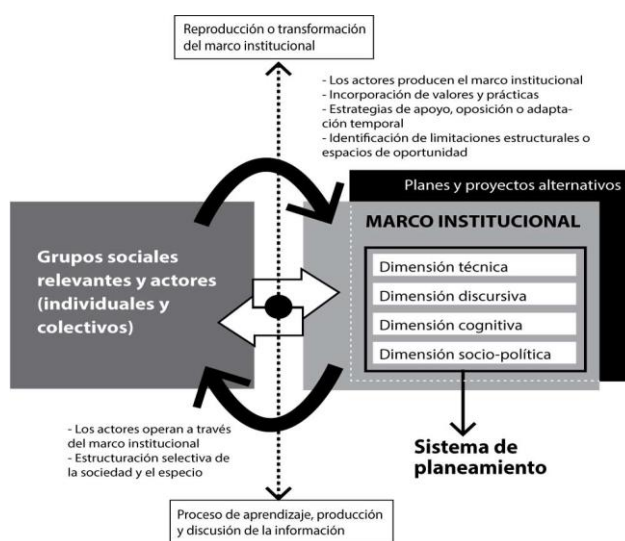 Reproducción o transformación
del marco institucional
- Los actores producen el marco institucional
- Incorporación de valores y prácticas
- Estrategias de apoyo, oposición o adapta-
ción temporal
- Identificación de limitaciones estructurales o
espacios de oportunidad
Planes y proyectos alternativos
MARCO INSTITUCIONAL
Grupos sociales
relevantes y actores
(individuales y
colectivos)
Dimensión técnica
Dimensión discursiva
Dimensión cognitiva
Dimensión socio-política
- Los actores operan a través
del marco institucional
- Estructuración selectiva de
la sociedad y el especio
Sistema de
planeamiento
Proceso de aprendizaje, producción
y discusión de la información